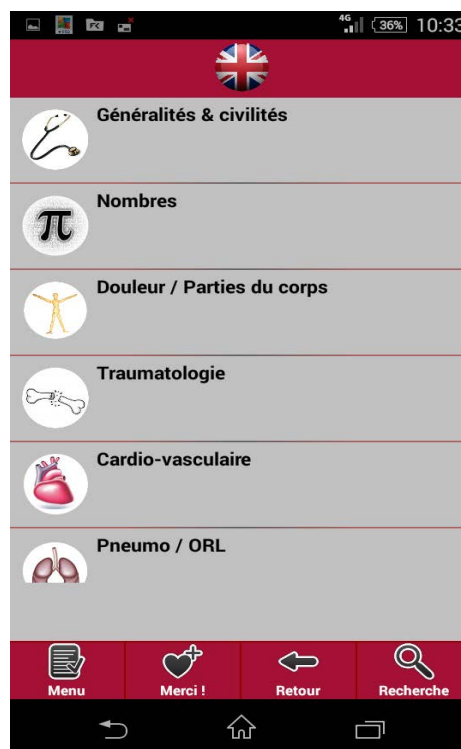 4G 36% 10:33
Généralités & civilités
π Nombres
Douleur / Parties du corps
Traumatologie
Cardio-vasculaire
Pneumo / ORL
Menu Merci ! Retour Recherche